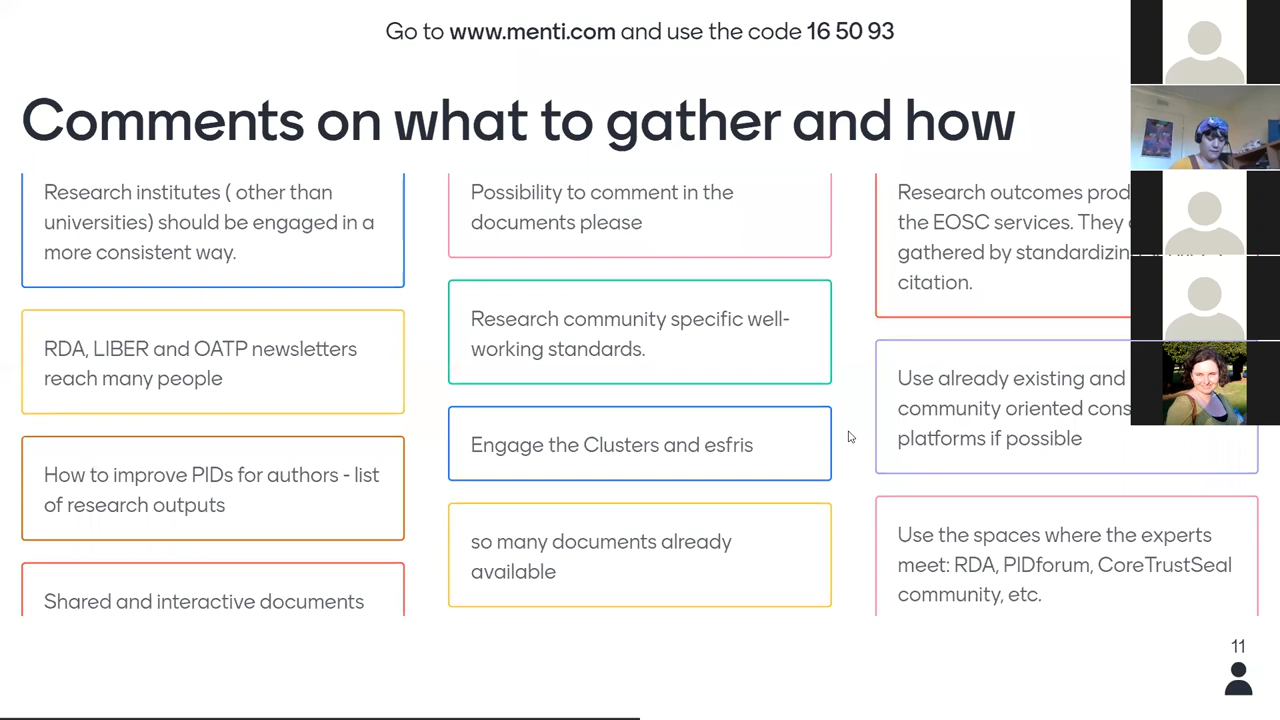 Go to www.menti.com and use the code 16 50 93
Comments on what to gather and how
Research institutes ( other than
universities) should be engaged in a
more consistent way.
RDA, LIBER and OATP newsletters
reach many people
How to improve PIDs for authors - list
of research outputs
Shared and interactive documents
Possibility to comment in the
documents please
Research community specific well-
working standards.
Engage the Clusters and esfris
so many documents already
available
Research outcomes
the EOSC services. They
gathered by
citation.
Use already existing and
community oriented
platforms if possible
Use the spaces where the experts
meet: RDA, PIDforum, CoreTrustSeal
community, etc.
11